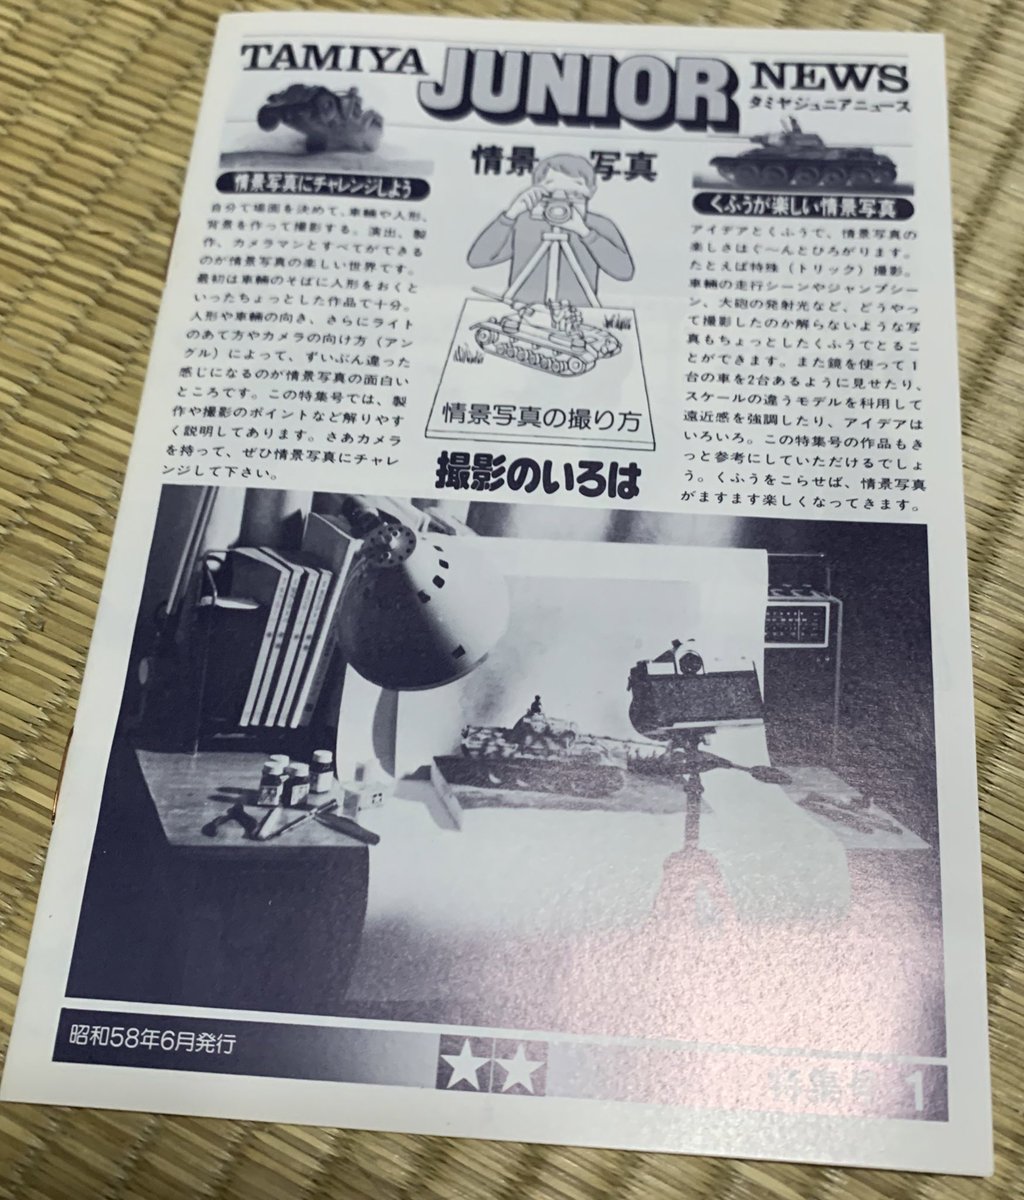 TAMIYA JUNIOR NEWS
タミヤジュニアニュース
情景写真
情景写真にチャレンジしよう
自分で場面を決めて、車輛や人形、
背景を作って撮影する。演出、製
作、カメラマンとすべてができる
のが情景写真の楽しい世界です。
最初は車輛のそばに人形をおくと
いったちょっとした作品で十分。
人形や車輛の向き、さらにライト
のあて方やカメラの向け方（アン
グル）によって、ずいぶん違った
感じになるのが情景写真の面白い
ところです。この特集号では、製
作や撮影のポイントなど解りやす
く説明してあります。さあカメラ
を持って、ぜひ情景写真にチャレ
ンジして下さい。
情景写真の撮り方
撮影のいろは
くふうが楽しい情景写真
アイデアとくふうで、情景写真の
楽しさはぐ〜んとひろがります。
たとえば特殊（トリック）撮影。
車輛の走行シーンやジャンプシー
ン、大砲の発射光など、どうやっ
て撮影したのか解らないような写
真もちょっとしたくふうでとるこ
とができます。また鏡を使って1
台の車を2台あるように見せたり、
スケールの違うモデルを利用して
遠近感を強調したり、アイデアは
いろいろ。この特集号の作品もき
っと参考にしていただけるでしょ
う。くふうをこらせば、情景写真
がますます楽しくなってきます。
昭和58年6月発行
特集号 1